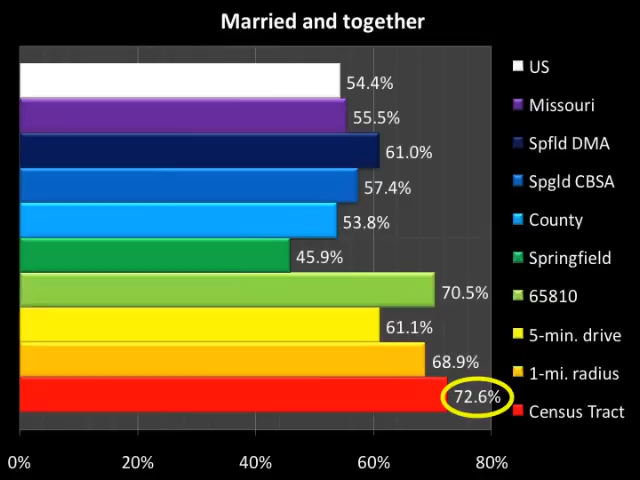 Married and together
54.4%
55.5%
61.0%
57.4%
53.8%
45.9%
70.5%
61.1%
68.9%
72.6%
US
Missouri
Spfld DMA
Spgld CBSA
County
Springfield
65810
5-min. drive
1-mi. radius
Census Tract
0% 20% 40% 60% 80%